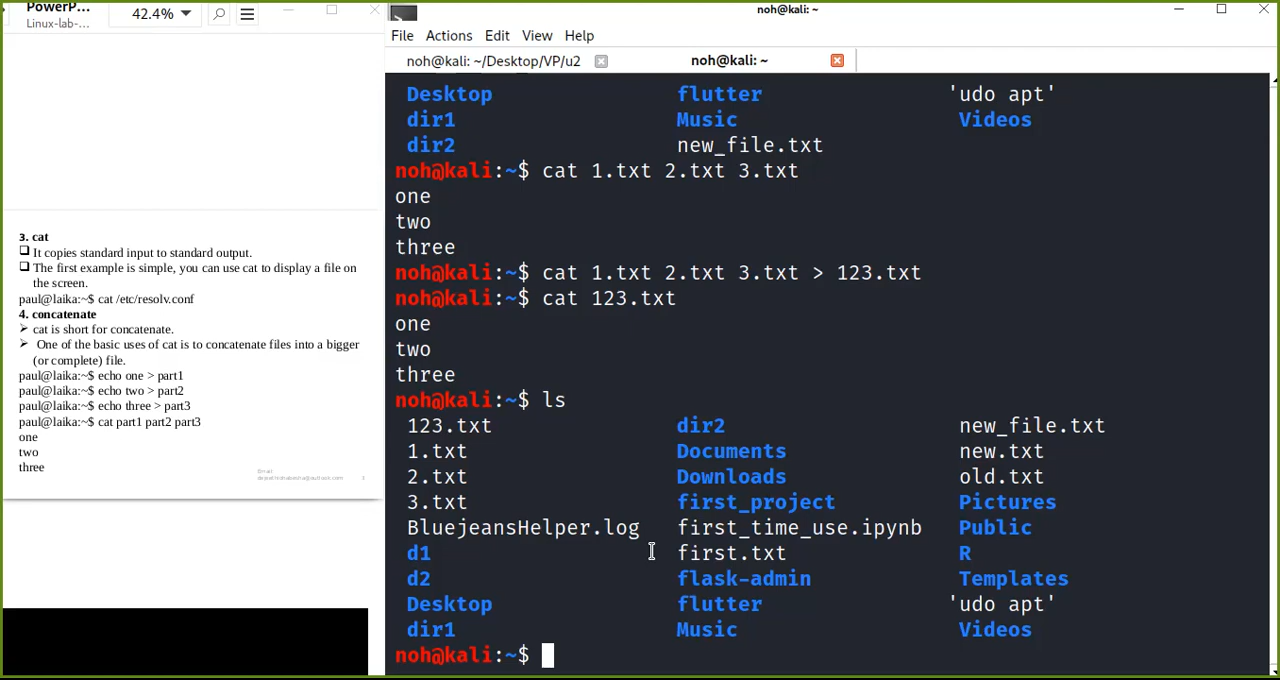 PowerP...
Linux-lab-...
42.4%
3. cat
It copies standard input to standard output.
The first example is simple, you can use cat to display a file on
the screen.
paul@laika:~$ cat /etc/resolv.conf
4. concatenate
cat is short for concatenate.
One of the basic uses of cat is to concatenate files into a bigger
(or complete) file.
paul@laika:~$ echo one > part1
paul@laika:~$ echo two > part2
paul@laika:~$ echo three > part3
paul@laika:~$ cat part1 part2 part3
one
two
three
Email
3
noh@kali: ~
File Actions Edit View Help
noh@kali: ~/Desktop/VP/u2 noh@kali: ~
Desktop flutter 'udo apt'
dir1 Music Videos
dir2 new_file.txt
noh@kali:~$ cat 1.txt 2.txt 3.txt
one
two
three
noh@kali:~$ cat 1.txt 2.txt 3.txt > 123.txt
noh@kali:~$ cat 123.txt
one
two
three
noh@kali:~$ ls
123.txt dir2 new_file.txt
1.txt Documents new.txt
2.txt Downloads old.txt
3.txt first_project Pictures
BluejeansHelper.log first_time_use.ipynb Public
d1 first.txt R
d2 flask-admin Templates
Desktop flutter 'udo apt'
dir1 Music Videos
noh@kali:~$